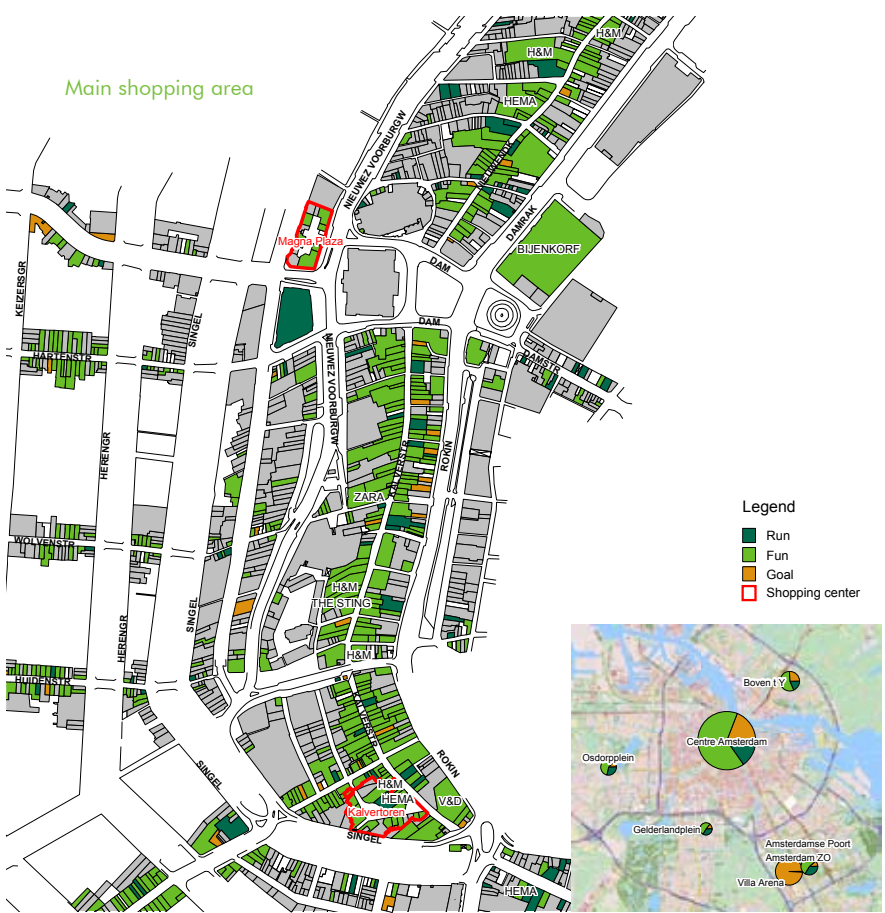 Main shopping area
H&M
H&M
HEMA
NIEUWEZ VOORBURGW
NIEUWENDK
DAMRAK
Magna Plaza
BIJENKORF
DAM
KEIZERSGR
SINGEL
DAM
HARTENSTR
NIEUWEZ VOORBURGW
DAMSTR
HERENGR
KALVERSTR
ROKIN
ZARA
WOLVENSTR
H&M
THE STING
SINGEL
HERENGR
H&M
HUIDENSTR
KALVERSTR
ROKIN
SINGEL
H&M
HEMA
V&D
Kalvertoren
SINGEL
HEMA
Legend
Run
Fun
Goal
Shopping center
Boven t Y
Centre Amsterdam
Osdorpplein
Gelderlandplein
Amsterdamse Poort
Amsterdam ZO
Villa Arena